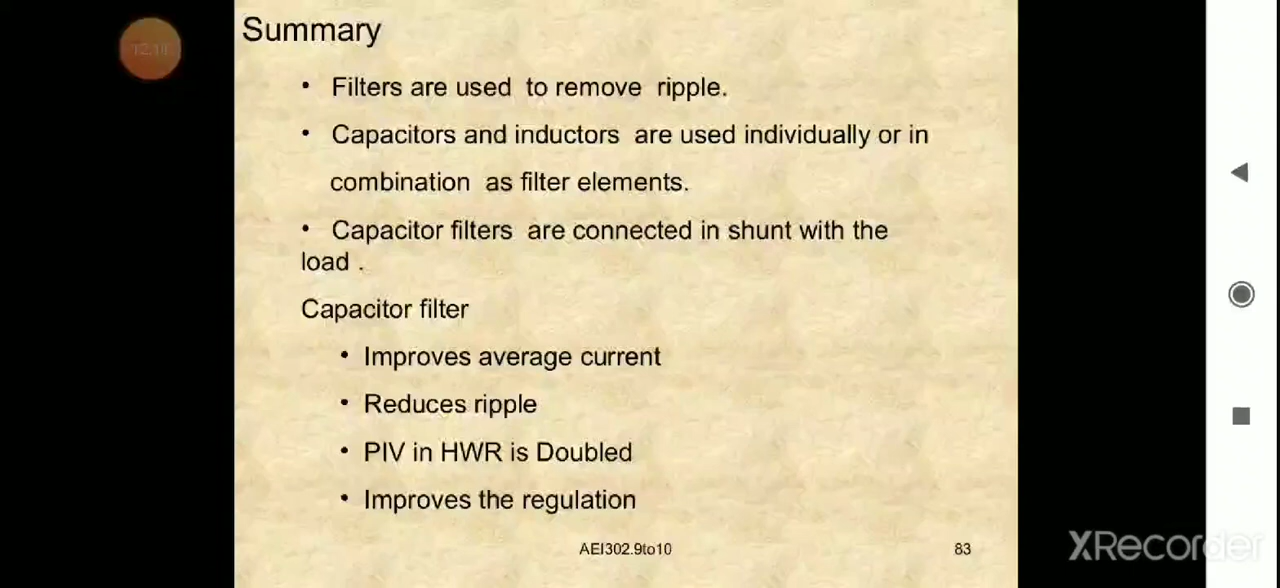 Summary
12:11
• Filters are used to remove ripple.
• Capacitors and inductors are used individually or in
combination as filter elements.
• Capacitor filters are connected in shunt with the
load .
Capacitor filter
• Improves average current
• Reduces ripple
• PIV in HWR is Doubled
• Improves the regulation
AEI302.9to10
83
XRecorder